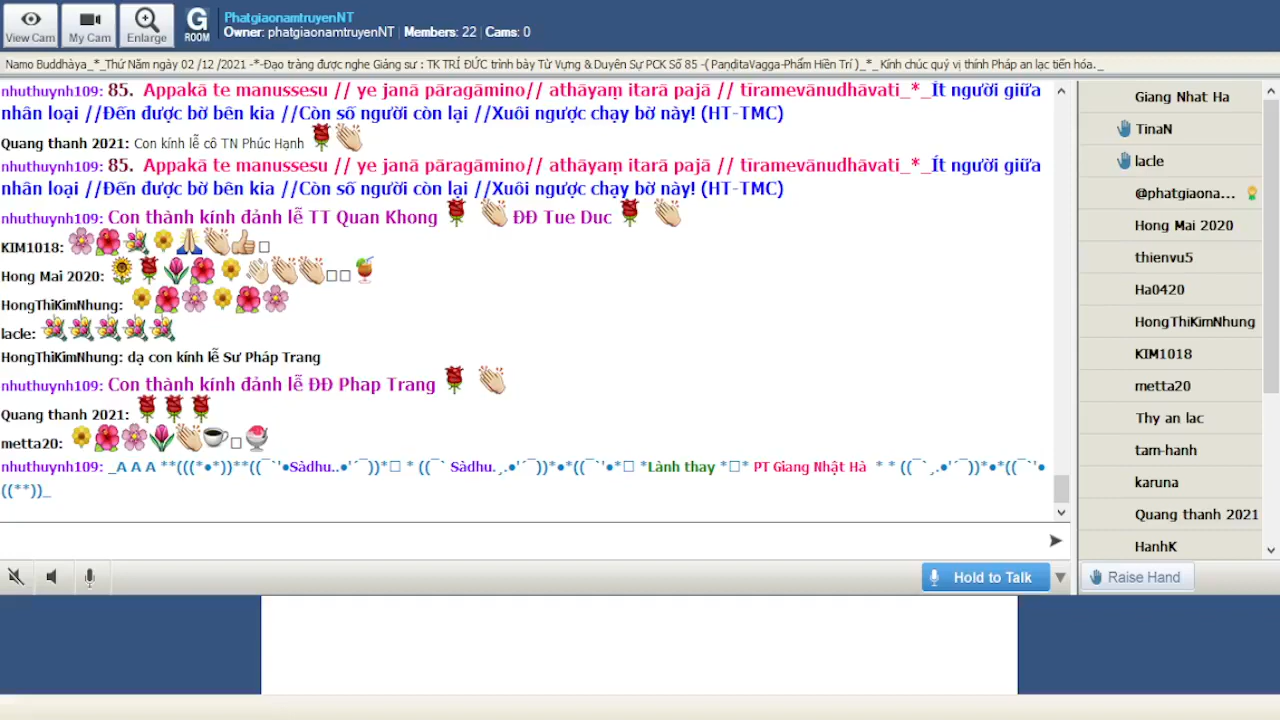 View Cam
My Cam
Enlarge
G
ROOM
PhatgiaonamtruyenNT
Owner: phatgiaonamtruyenNT | Members: 22 | Cams: 0
Namo Buddhàya_*_Thứ Năm ngày 02 /12 /2021 -*-Đạo tràng được nghe Giảng sư : TK TRÍ ĐỨC trình bày Từ Vựng & Duyên Sự PCK Số 85 -( PaṇḍitaVagga-Phẩm Hiền Trí )_*_ Kính chúc quý vị thính Pháp an lạc tiến hóa._
nhuthuynh109: 85. Appakā te manussesu // ye janā pāragāmino// athāyaṃ itarā pajā // tīramevānudhāvati_*_Ít người giữa
nhân loại //Đến được bờ bên kia //Còn số người còn lại //Xuôi ngược chạy bờ này! (HT-TMC)
Quang thanh 2021: Con kính lễ cô TN Phúc Hạnh 🌹👏
nhuthuynh109: 85. Appakā te manussesu // ye janā pāragāmino// athāyaṃ itarā pajā // tīramevānudhāvati_*_Ít người giữa
nhân loại //Đến được bờ bên kia //Còn số người còn lại //Xuôi ngược chạy bờ này! (HT-TMC)
nhuthuynh109: Con thành kính đảnh lễ TT Quan Khong 🌹 👏 ĐĐ Tue Duc 🌹 👏
KIM1018:
Hong Mai 2020:
HongThiKimNhung:
lacle:
HongThiKimNhung: dạ con kính lễ Sư Pháp Trang
nhuthuynh109: Con thành kính đảnh lễ ĐĐ Phap Trang 🌹 👏
Quang thanh 2021:
metta20:
nhuthuynh109: _A A A **(((*•*))**((¯`'•Sàdhu..•'´¯))*□ * ((¯` Sàdhu.¸.•'´¯))*•*((¯`'•*□ *Lành thay *□* PT Giang Nhật Hà * * ((¯`¸.•'´¯))*•*((¯`'•
((**))_
Hold to Talk
Giang Nhat Ha
TinaN
lacle
@phatgiaona...
Hong Mai 2020
thienvu5
Ha0420
HongThiKimNhung
KIM1018
metta20
Thy an lac
tam-hanh
karuna
Quang thanh 2021
HanhK
Raise Hand